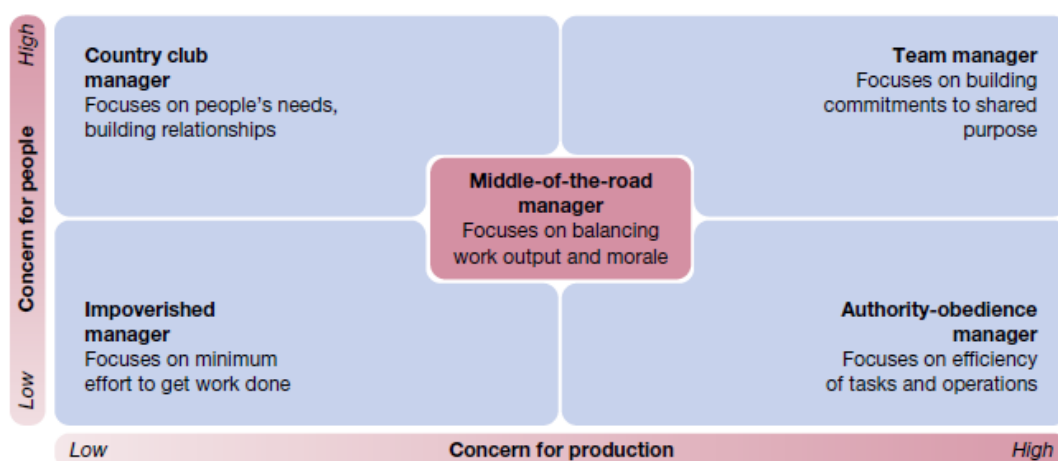 High
Concern for people
Low
Country club
manager
Focuses on people's needs,
building relationships
Team manager
Focuses on building
commitments to shared
purpose
Middle-of-the-road
manager
Focuses on balancing
work output and morale
Impoverished
manager
Focuses on minimum
effort to get work done
Authority-obedience
manager
Focuses on efficiency
of tasks and operations
Low
Concern for production
High